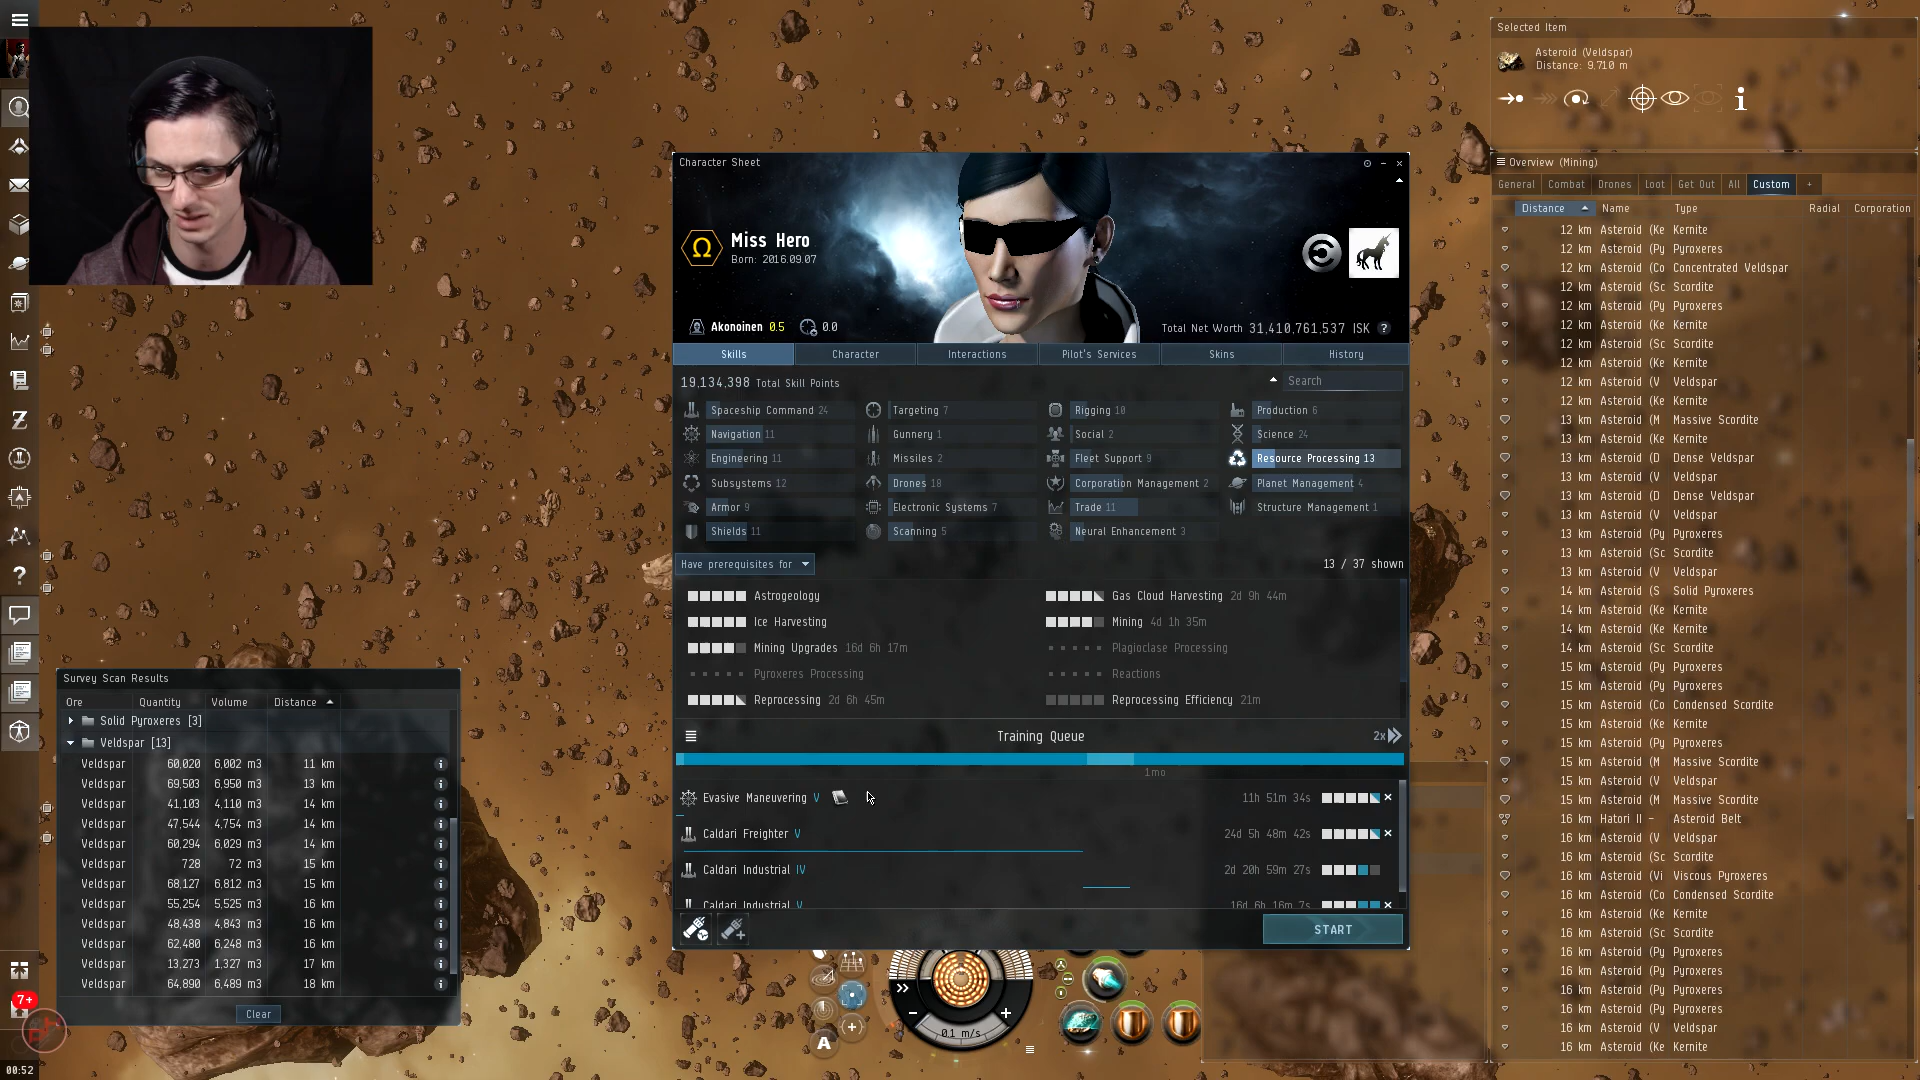 Character Sheet
Miss Hero
Born: 2016.09.07
Akonoinen 0.5
0.0
Total Net Worth 31,410,761,537 ISK ?
Skills Character Interactions Pilot's Services Skins History
19,134,398 Total Skill Points
Search
Spaceship Command 24 Targeting 7 Rigging 10 Production 6
Navigation 11 Gunnery 1 Social 2 Science 24
Engineering 11 Missiles 2 Fleet Support 9 Resource Processing 13
Subsystems 12 Drones 18 Corporation Management 2 Planet Management 4
Armor 9 Electronic Systems 7 Trade 11 Structure Management 1
Shields 11 Scanning 5 Neural Enhancement 3
Have prerequisites for
13 / 37 shown
Astrogeology Gas Cloud Harvesting 2d 9h 44m
Ice Harvesting Mining 4d 1h 35m
Mining Upgrades 16d 6h 17m Plagioclase Processing
Pyroxeres Processing Reactions
Reprocessing 2d 6h 45m Reprocessing Efficiency 21m
Training Queue
2x
1mo
Evasive Maneuvering V 11h 51m 34s
Caldari Freighter V 24d 5h 48m 42s
Caldari Industrial IV 2d 20h 59m 27s
Caldari Industrial V 16d 6h 16m 7s
START
Survey Scan Results
Ore Quantity Volume Distance
Solid Pyroxeres [3]
Veldspar [13]
Veldspar 60,020 6,002 m3 11 km
Veldspar 69,503 6,950 m3 13 km
Veldspar 41,103 4,110 m3 14 km
Veldspar 47,544 4,754 m3 14 km
Veldspar 60,294 6,029 m3 14 km
Veldspar 728 72 m3 15 km
Veldspar 68,127 6,812 m3 15 km
Veldspar 55,254 5,525 m3 16 km
Veldspar 48,438 4,843 m3 16 km
Veldspar 62,480 6,248 m3 16 km
Veldspar 13,273 1,327 m3 17 km
Veldspar 64,890 6,489 m3 18 km
Clear
7+
00:52
A
0.1 m/s
Selected Item
Asteroid (Veldspar)
Distance: 9.710 m
Overview (Mining)
General Combat Drones Loot Get Out All Custom +
Distance Name Type Radial Corporation
12 km Asteroid (Ke Kernite
12 km Asteroid (Py Pyroxeres
12 km Asteroid (Co Concentrated Veldspar
12 km Asteroid (Sc Scordite
12 km Asteroid (Py Pyroxeres
12 km Asteroid (Ke Kernite
12 km Asteroid (Sc Scordite
12 km Asteroid (Ke Kernite
12 km Asteroid (V Veldspar
12 km Asteroid (Ke Kernite
13 km Asteroid (M Massive Scordite
13 km Asteroid (Ke Kernite
13 km Asteroid (D Dense Veldspar
13 km Asteroid (V Veldspar
13 km Asteroid (D Dense Veldspar
13 km Asteroid (V Veldspar
13 km Asteroid (Py Pyroxeres
13 km Asteroid (Sc Scordite
13 km Asteroid (V Veldspar
14 km Asteroid (S Solid Pyroxeres
14 km Asteroid (Ke Kernite
14 km Asteroid (Ke Kernite
14 km Asteroid (Sc Scordite
15 km Asteroid (Py Pyroxeres
15 km Asteroid (Py Pyroxeres
15 km Asteroid (Co Condensed Scordite
15 km Asteroid (Ke Kernite
15 km Asteroid (Py Pyroxeres
15 km Asteroid (M Massive Scordite
15 km Asteroid (V Veldspar
15 km Asteroid (M Massive Scordite
16 km Hatori II - Asteroid Belt
16 km Asteroid (V Veldspar
16 km Asteroid (Sc Scordite
16 km Asteroid (Vi Viscous Pyroxeres
16 km Asteroid (Co Condensed Scordite
16 km Asteroid (Ke Kernite
16 km Asteroid (Sc Scordite
16 km Asteroid (Py Pyroxeres
16 km Asteroid (Py Pyroxeres
16 km Asteroid (Py Pyroxeres
16 km Asteroid (Py Pyroxeres
16 km Asteroid (V Veldspar
16 km Asteroid (Ke Kernite